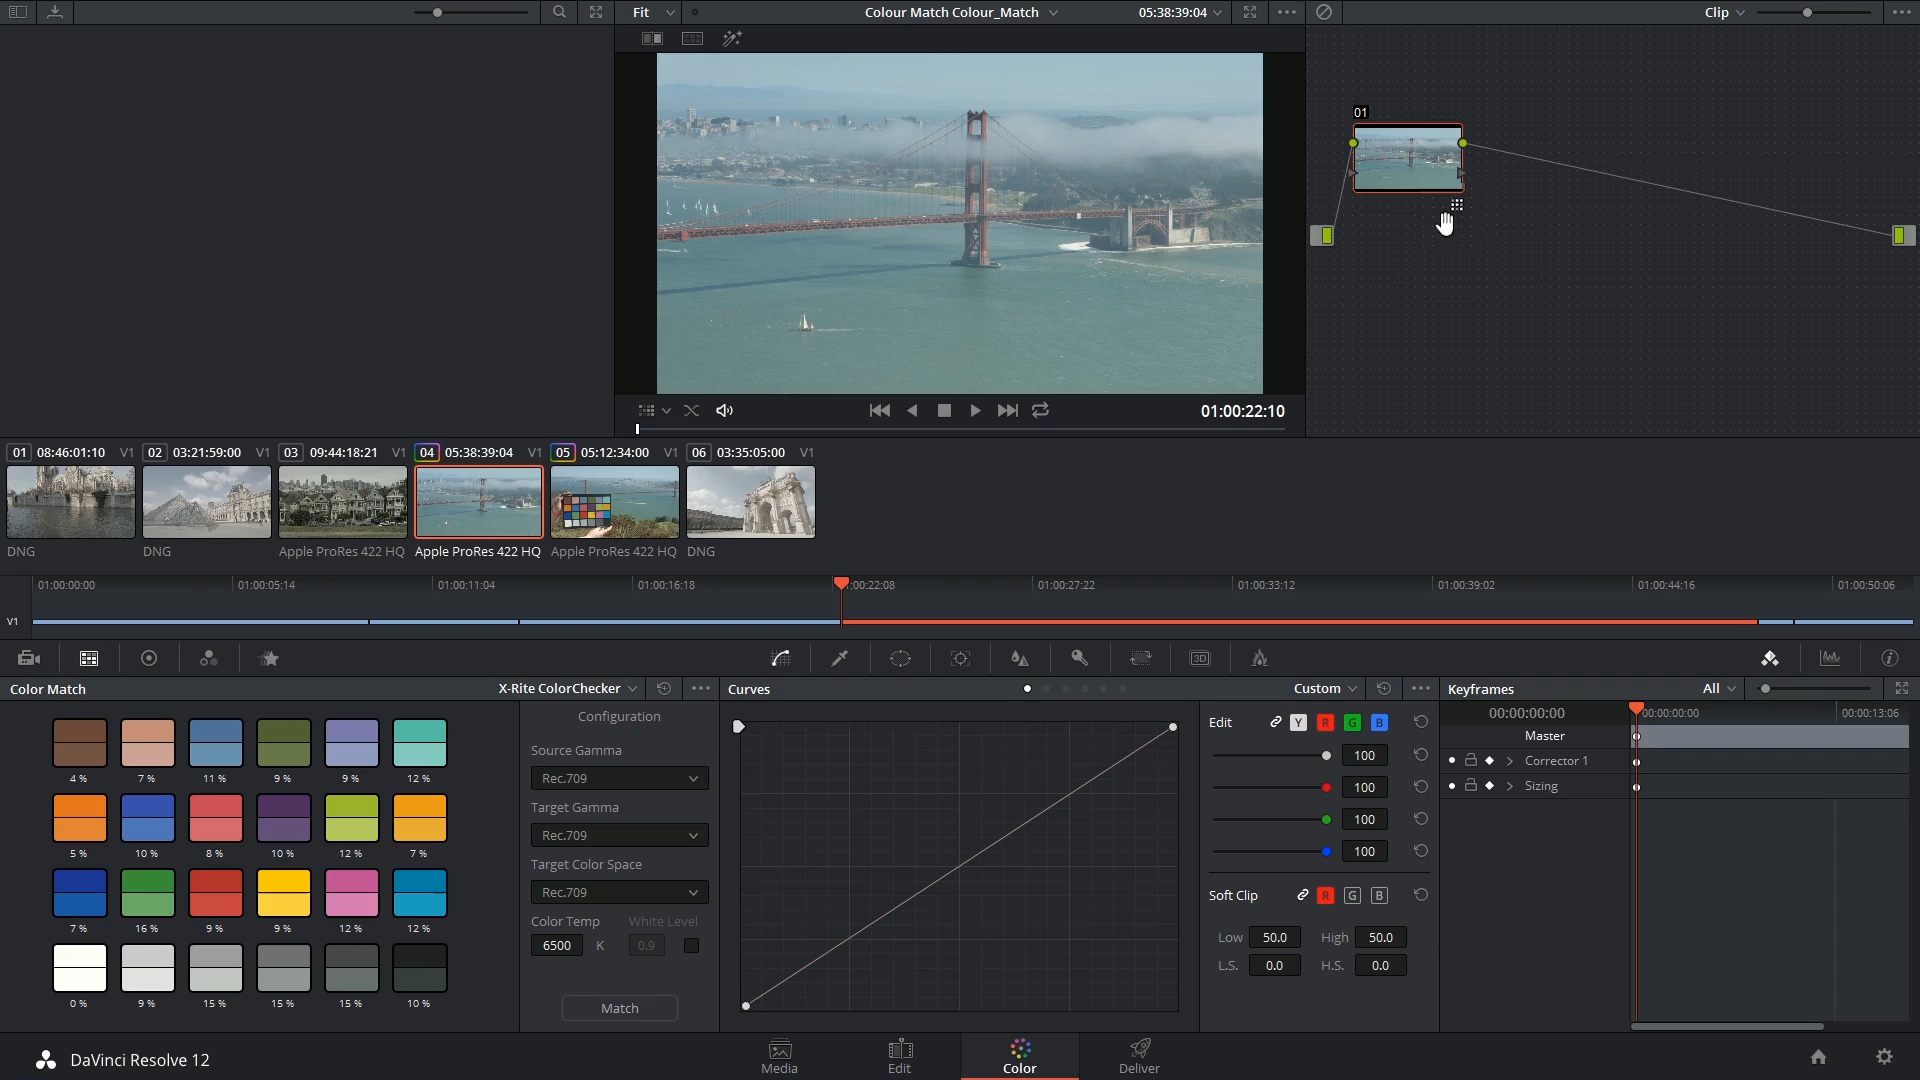 Fit
Colour Match Colour_Match
05:38:39:04
Clip
01
01:00:22:10
01 08:46:01:10 V1
02 03:21:59:00 V1
03 09:44:18:21 V1
04 05:38:39:04 V1
05 05:12:34:00 V1
06 03:35:05:00 V1
DNG
DNG
Apple ProRes 422 HQ
Apple ProRes 422 HQ
Apple ProRes 422 HQ
DNG
01:00:00:00
01:00:05:14
01:00:11:04
01:00:16:18
:00:22:08
01:00:27:22
01:00:33:12
01:00:39:02
01:00:44:16
01:00:50:06
V1
3D
Color Match
X-Rite ColorChecker
4 % 7 % 11 % 9 % 9 % 12 %
5 % 10 % 8 % 10 % 12 % 7 %
7 % 16 % 9 % 9 % 12 % 12 %
0 % 9 % 15 % 15 % 15 % 10 %
Configuration
Source Gamma
Rec.709
Target Gamma
Rec.709
Target Color Space
Rec.709
Color Temp White Level
6500 K 0.9
Match
Curves
Custom
Edit Y R G B
100
100
100
100
Soft Clip R G B
Low 50.0 High 50.0
L.S. 0.0 H.S. 0.0
Keyframes
All
00:00:00:00
00:00:00:00
00:00:13:06
Master
Corrector 1
Sizing
DaVinci Resolve 12
Media
Edit
Color
Deliver